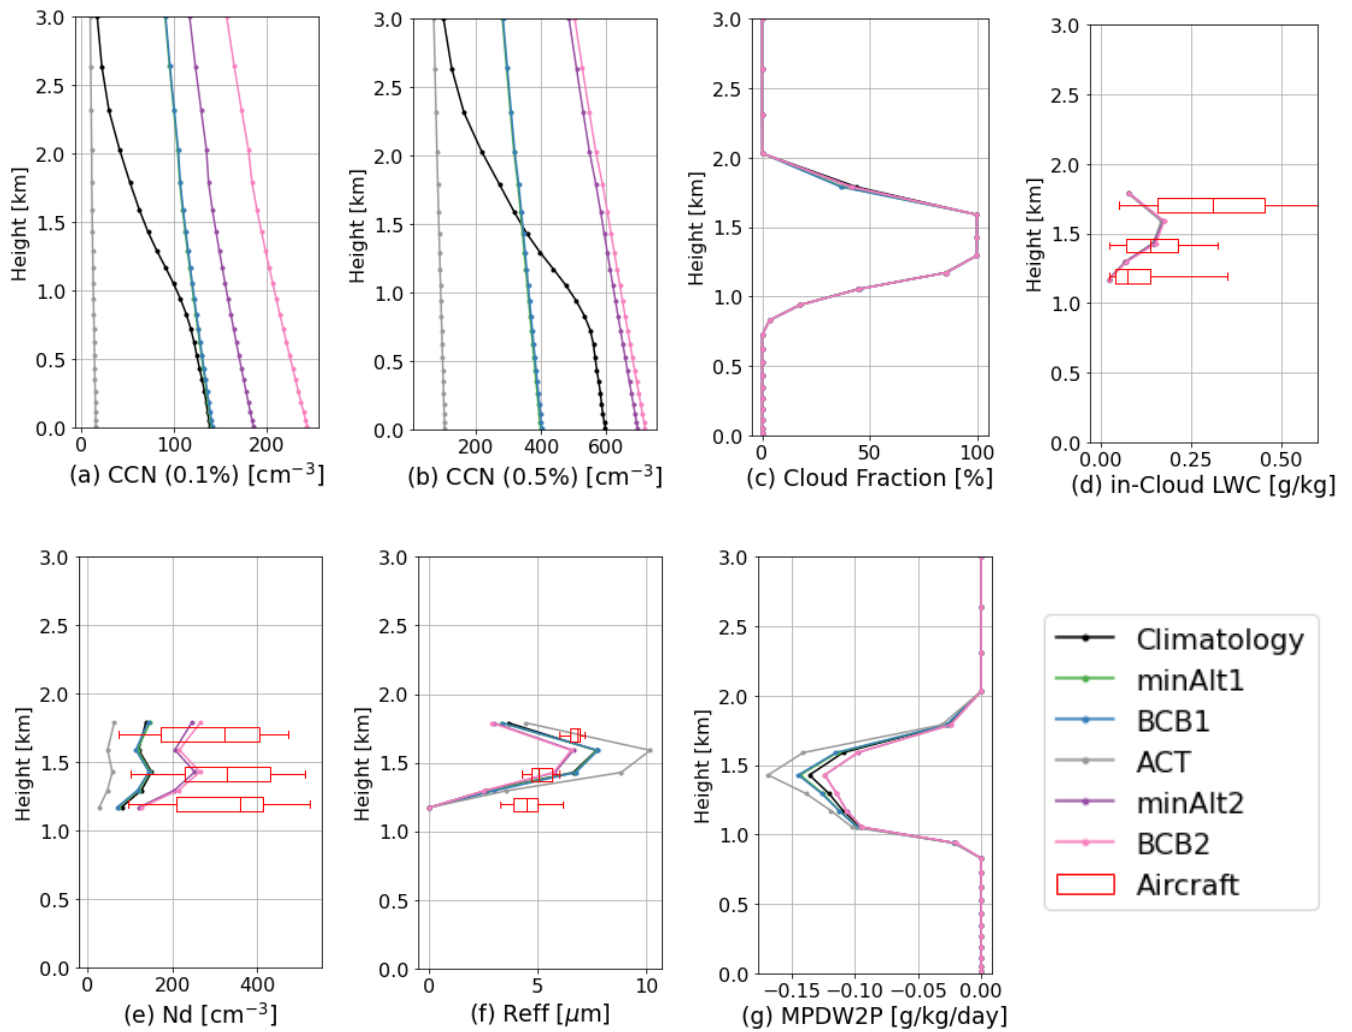 3.0
2.5
2.0
1.5
1.0
0.5
0.0
Height [km]
0 100 200
(a) CCN (0.1%) [cm⁻³]
3.0
2.5
2.0
1.5
1.0
0.5
0.0
Height [km]
200 400 600
(b) CCN (0.5%) [cm⁻³]
3.0
2.5
2.0
1.5
1.0
0.5
0.0
Height [km]
0 50 100
(c) Cloud Fraction [%]
3.0
2.5
2.0
1.5
1.0
0.5
0.0
Height [km]
0.00 0.25 0.50
(d) in-Cloud LWC [g/kg]
3.0
2.5
2.0
1.5
1.0
0.5
0.0
Height [km]
0 200 400
(e) Nd [cm⁻³]
3.0
2.5
2.0
1.5
1.0
0.5
0.0
Height [km]
0 5 10
(f) Reff [μm]
3.0
2.5
2.0
1.5
1.0
0.5
0.0
Height [km]
−0.15 −0.10 −0.05 0.00
(g) MPDW2P [g/kg/day]
Climatology
minAlt1
BCB1
ACT
minAlt2
BCB2
Aircraft